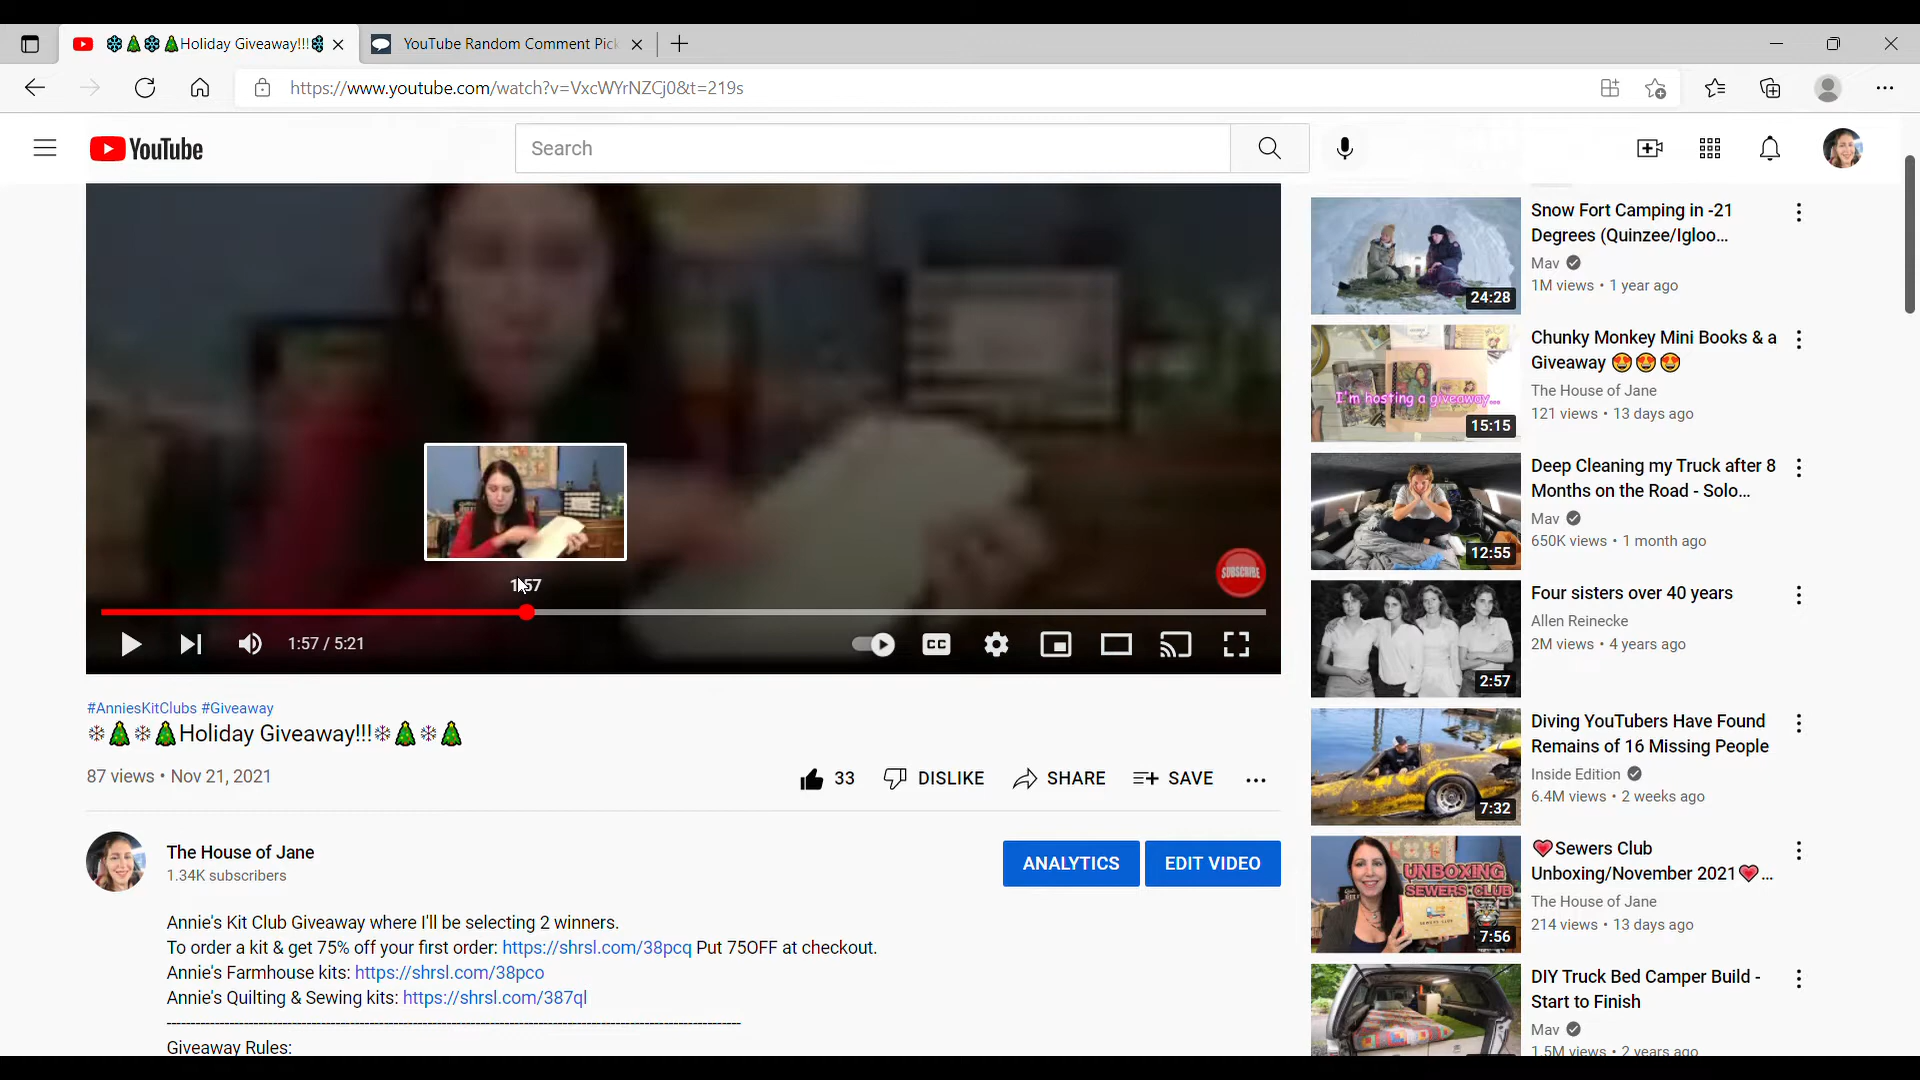 ❄🎄❄🎄Holiday Giveaway!!!❄
YouTube Random Comment Pick
https://www.youtube.com/watch?v=VxcWYrNZCj0&t=219s
YouTube
Search
SUBSCRIBE
1:57
1:57 / 5:21
CC
#AnniesKitClubs #Giveaway
❄🎄❄🎄Holiday Giveaway!!!❄🎄❄🎄
87 views • Nov 21, 2021
33
DISLIKE
SHARE
SAVE
The House of Jane
1.34K subscribers
ANALYTICS
EDIT VIDEO
Annie's Kit Club Giveaway where I'll be selecting 2 winners.
To order a kit & get 75% off your first order: https://shrsl.com/38pcq Put 75OFF at checkout.
Annie's Farmhouse kits: https://shrsl.com/38pco
Annie's Quilting & Sewing kits: https://shrsl.com/387ql
Giveaway Rules:
24:28
Snow Fort Camping in -21
Degrees (Quinzee/Igloo...
Mav
1M views • 1 year ago
I'm hosting a giveaway...
15:15
Chunky Monkey Mini Books & a
Giveaway 😍😍😍
The House of Jane
121 views • 13 days ago
12:55
Deep Cleaning my Truck after 8
Months on the Road - Solo...
Mav
650K views • 1 month ago
2:57
Four sisters over 40 years
Allen Reinecke
2M views • 4 years ago
7:32
Diving YouTubers Have Found
Remains of 16 Missing People
Inside Edition
6.4M views • 2 weeks ago
UNBOXING
SEWERS CLUB
SEWERS CLUB
7:56
❤️Sewers Club
Unboxing/November 2021❤️...
The House of Jane
214 views • 13 days ago
DIY Truck Bed Camper Build -
Start to Finish
Mav
1.5M views • 2 years ago